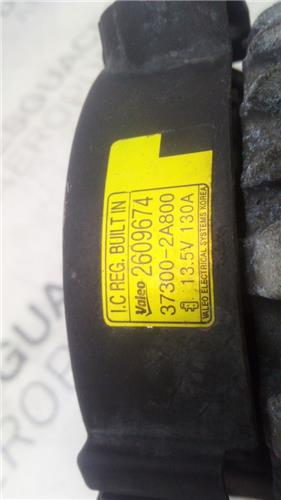 I.C REG. BUILT IN
Valeo 2609674
37300-2A800
13.5V 130A
VALEO ELECTRICAL SYSTEMS KOREA